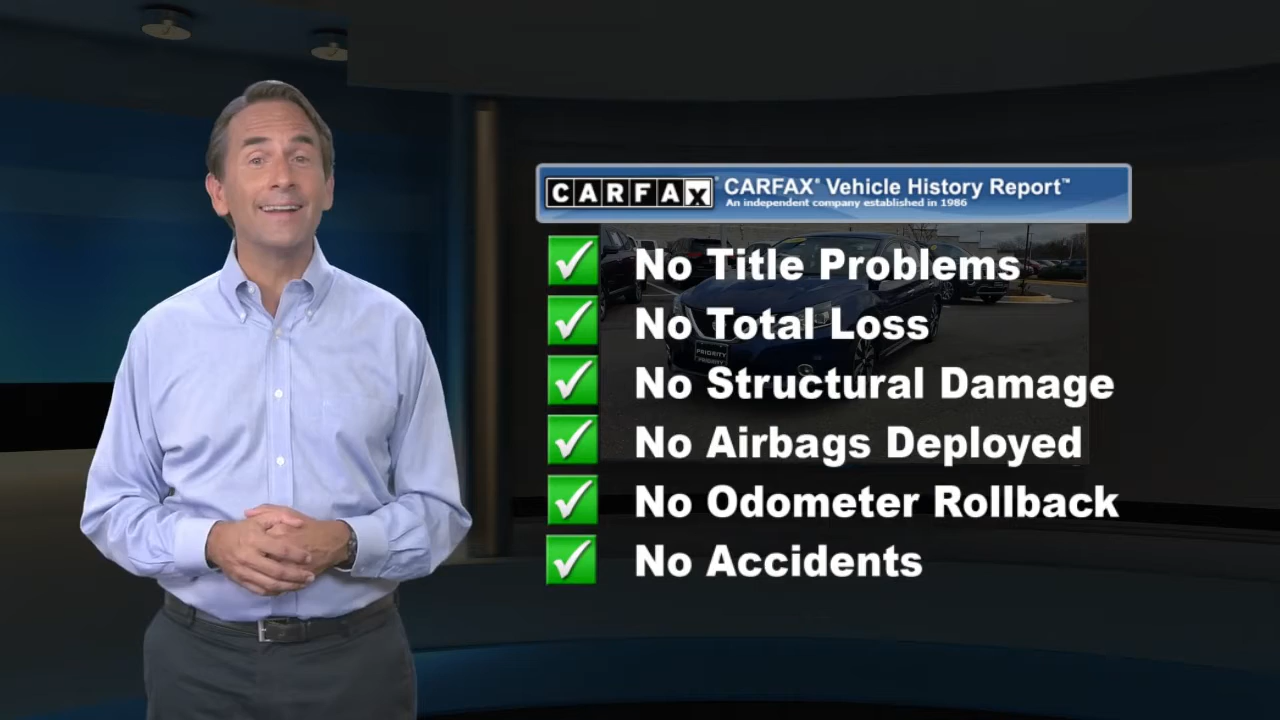 CARFAX
CARFAX® Vehicle History Report™
An independent company established in 1986
No Title Problems
No Total Loss
No Structural Damage
PRIORITY
No Airbags Deployed
No Odometer Rollback
No Accidents